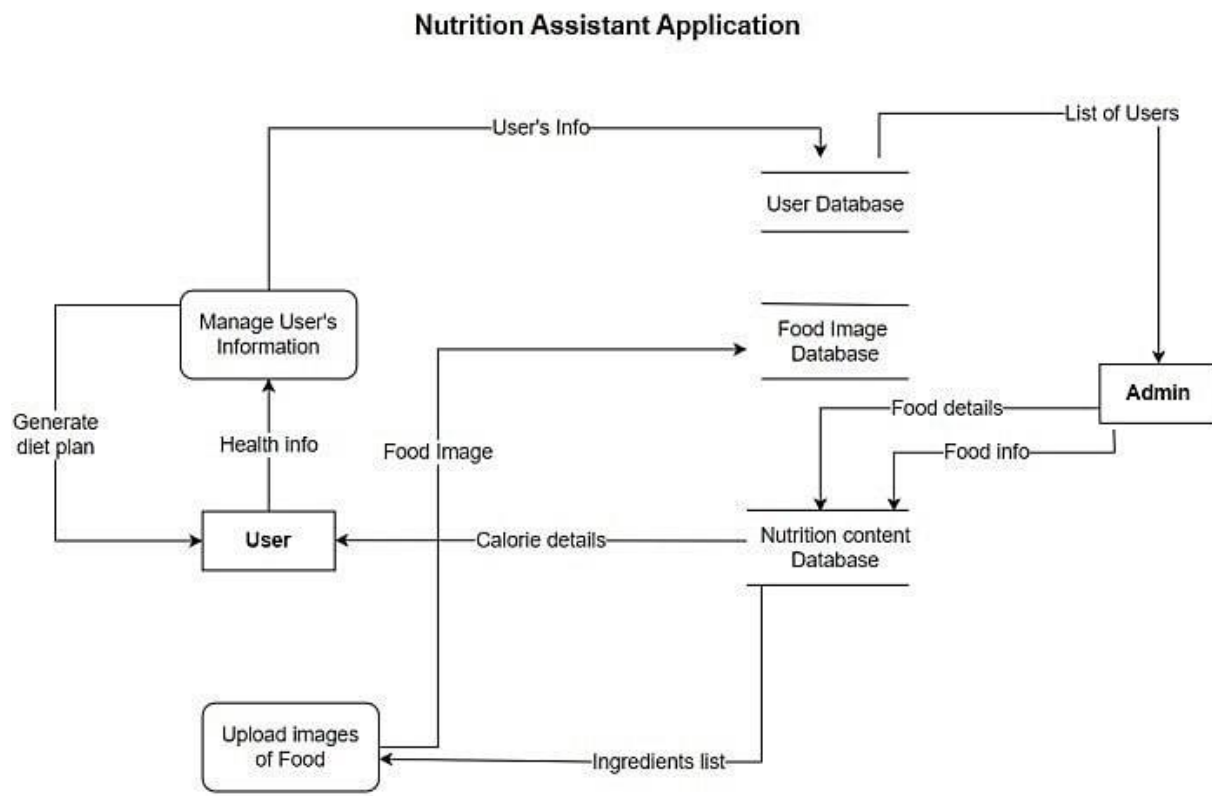 Nutrition Assistant Application
User's Info
List of Users
User Database
Manage User's
Information
Food Image
Database
Admin
Food details
Generate
diet plan
Health info
Food Image
Food info
User
Calorie details
Nutrition content
Database
Upload images
of Food
Ingredients list